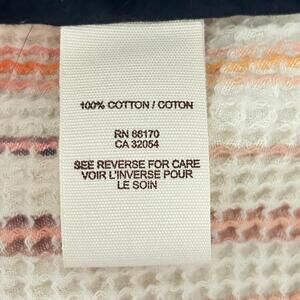 100% COTTON / COTON
RN 66170
CA 32054
SEE REVERSE FOR CARE
VOIR L'INVERSE POUR
LE SOIN